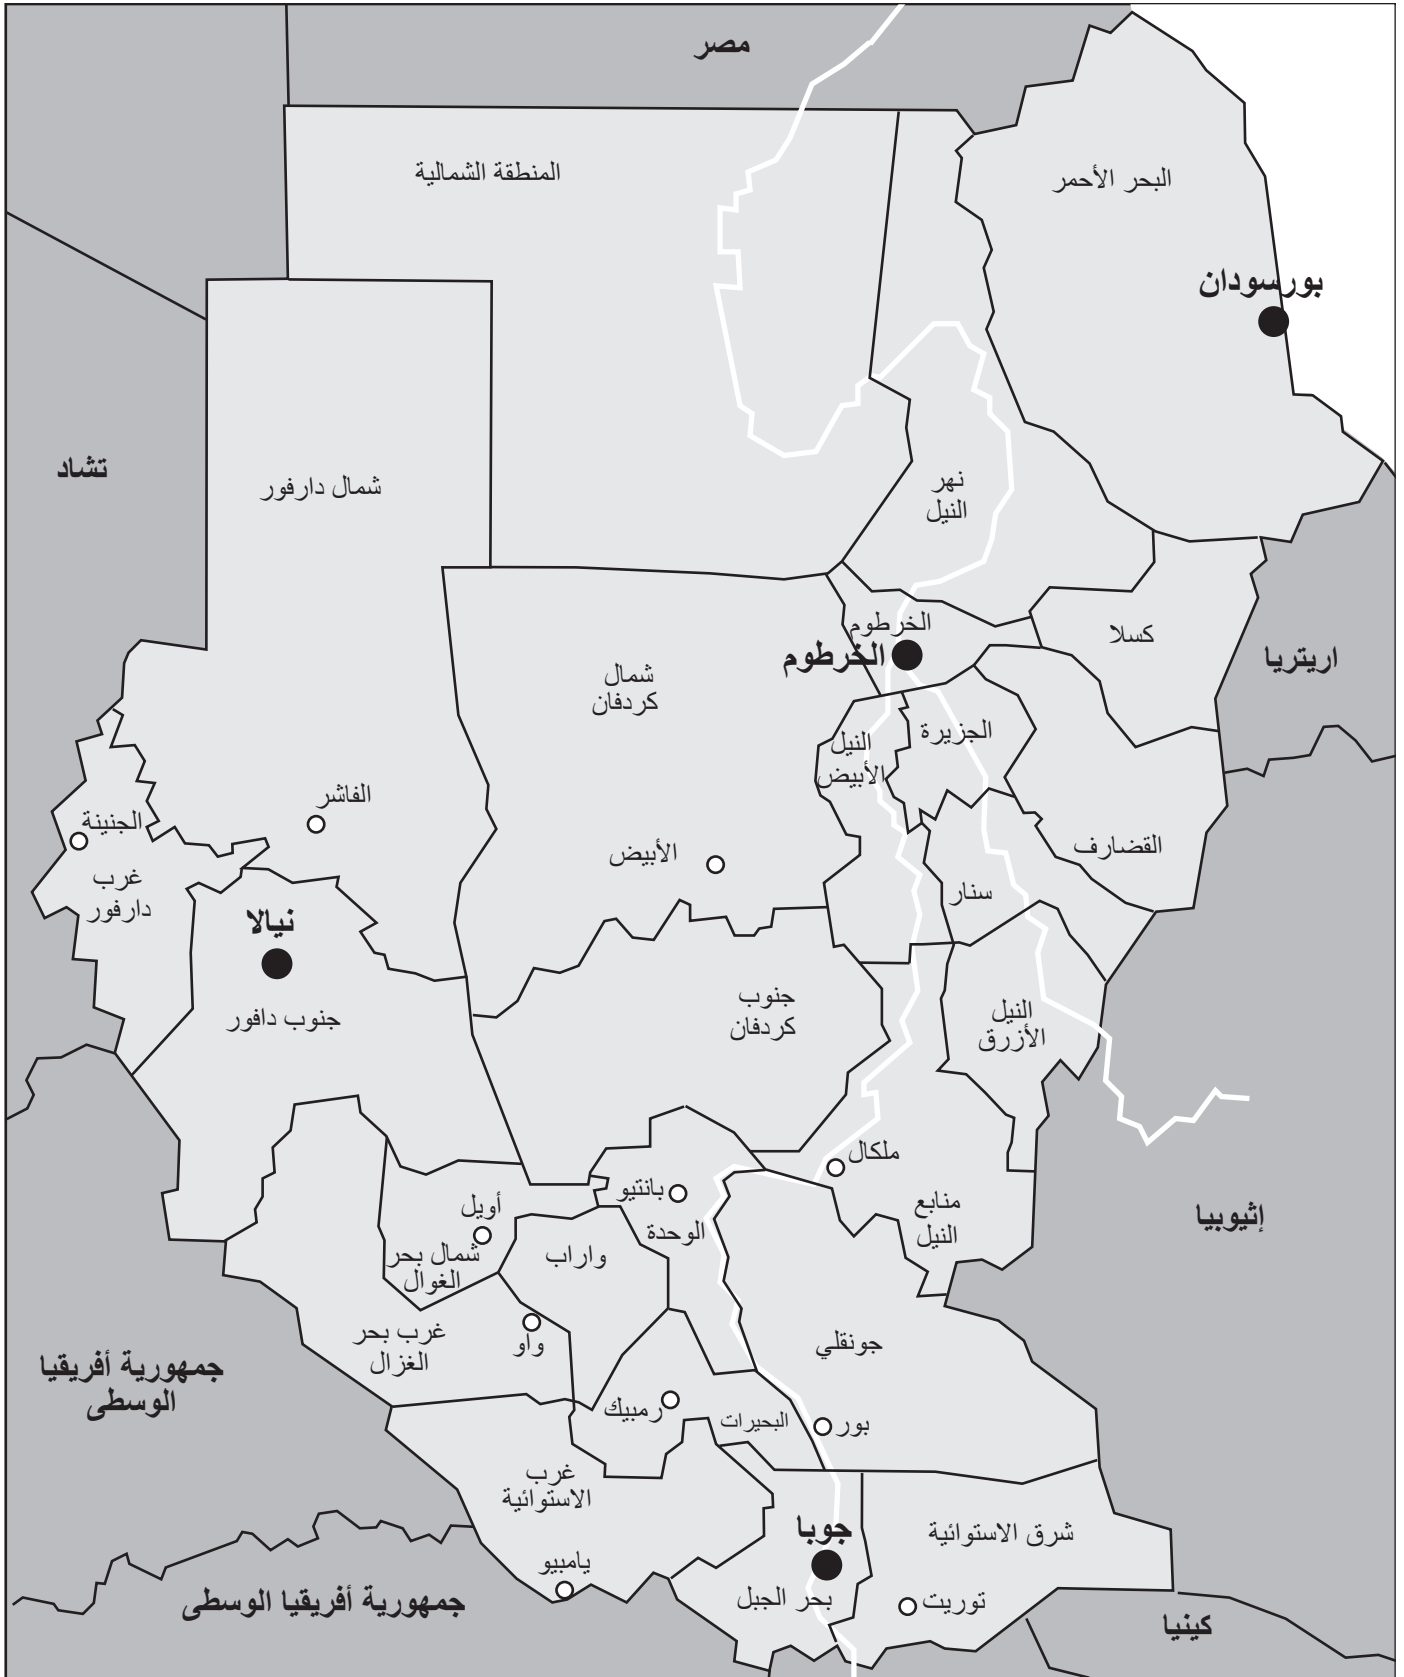 مصر
المنطقة الشمالية
البحر الأحمر
بورسودان
تشاد
شمال دارفور
نهر
النيل
الخرطوم
الخرطوم
كسلا
اريتريا
شمال
كردفان
الجزيرة
النيل
الأبيض
الفاشر
الجنينة
الأبيض
القضارف
غرب
دارفور
سنار
نيالا
جنوب
كردفان
النيل
الأزرق
جنوب دافور
ملكال
بانتيو
منابع
النيل
إثيوبيا
أويل
الوحدة
شمال بحر
الغوال
واراب
غرب بحر
الغزال
واو
جونقلي
جمهورية أفريقيا
الوسطى
رمبيك
البحيرات
بور
غرب
الاستوائية
جوبا
شرق الاستوائية
يامبيو
جمهورية أفريقيا الوسطى
بحر الجبل
توريت
كينيا